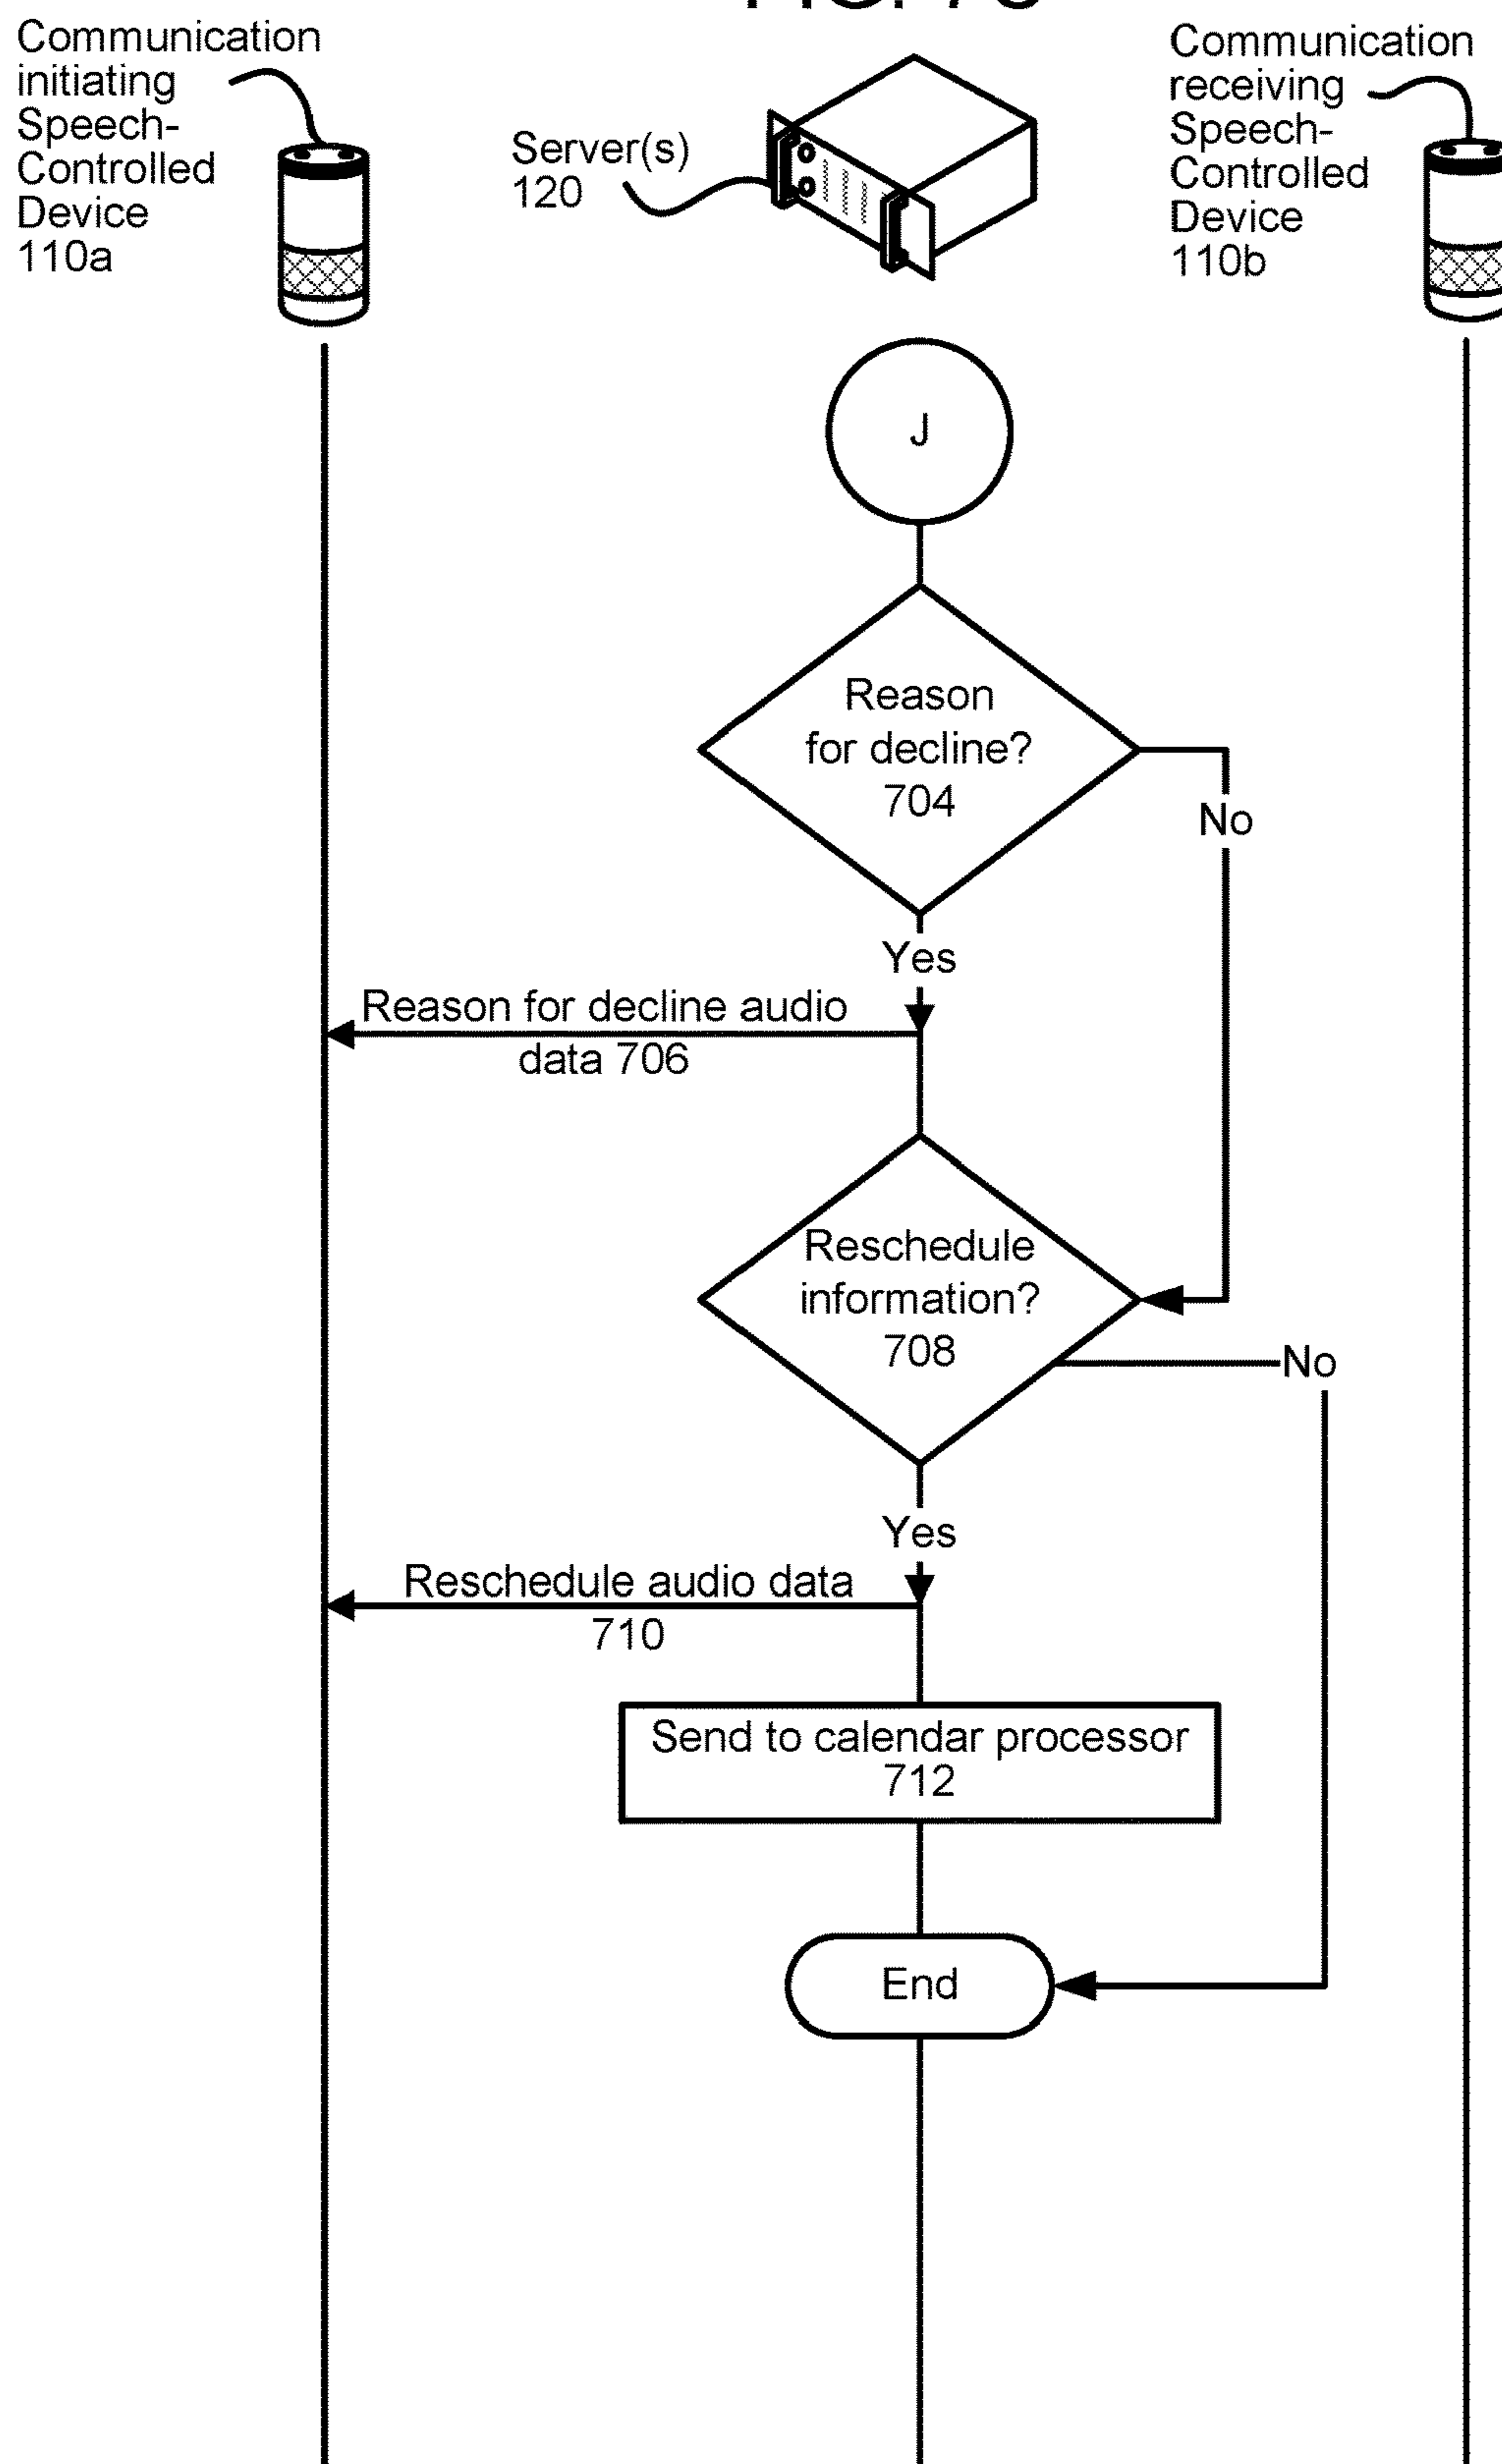 Communication
initiating
Speech-
Controlled
Device
110a
Server(s)
120
Communication
receiving
Speech-
Controlled
Device
110b
J
Reason
for decline?
704
No
Yes
Reason for decline audio
data 706
Reschedule
information?
708
No
Yes
Reschedule audio data
710
Send to calendar processor
712
End